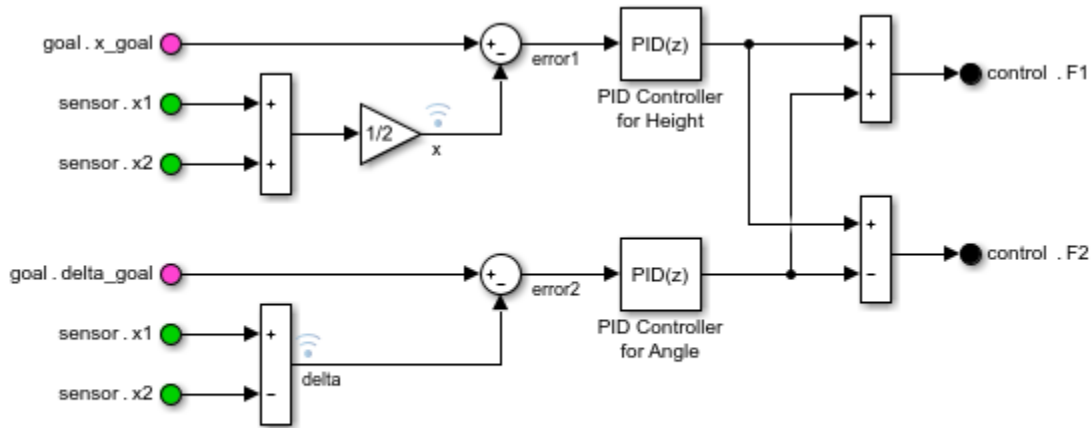 goal . x_goal
+
−
error1
PID(z)
PID Controller
for Height
+
+
control . F1
sensor . x1
sensor . x2
+
+
1/2
x
goal . delta_goal
+
−
error2
PID(z)
PID Controller
for Angle
+
−
control . F2
sensor . x1
sensor . x2
+
−
delta